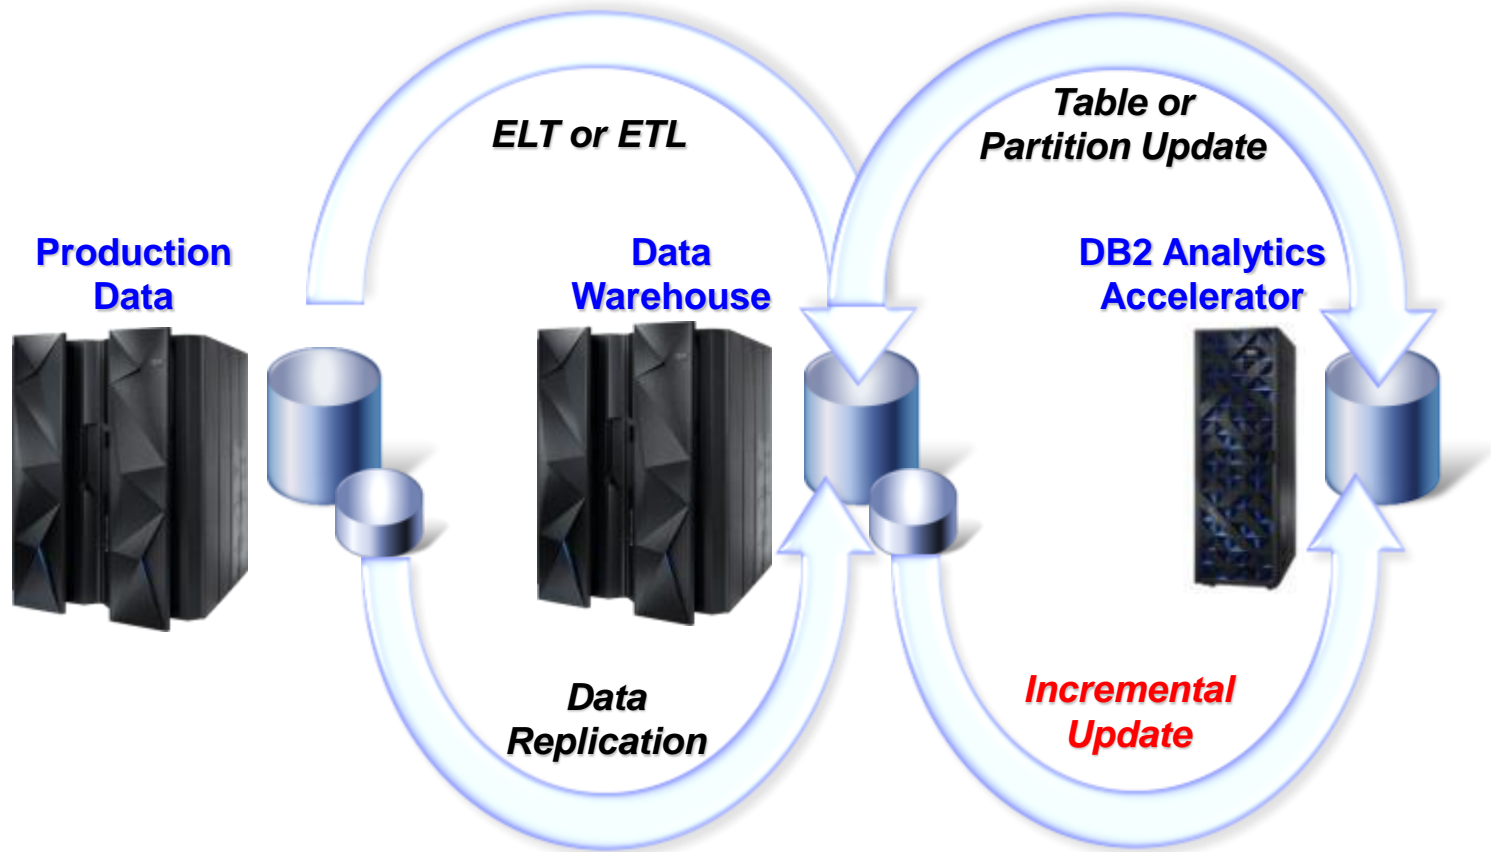 ELT or ETL
Table or
Partition Update
Production
Data
Data
Warehouse
DB2 Analytics
Accelerator
Data
Replication
Incremental
Update